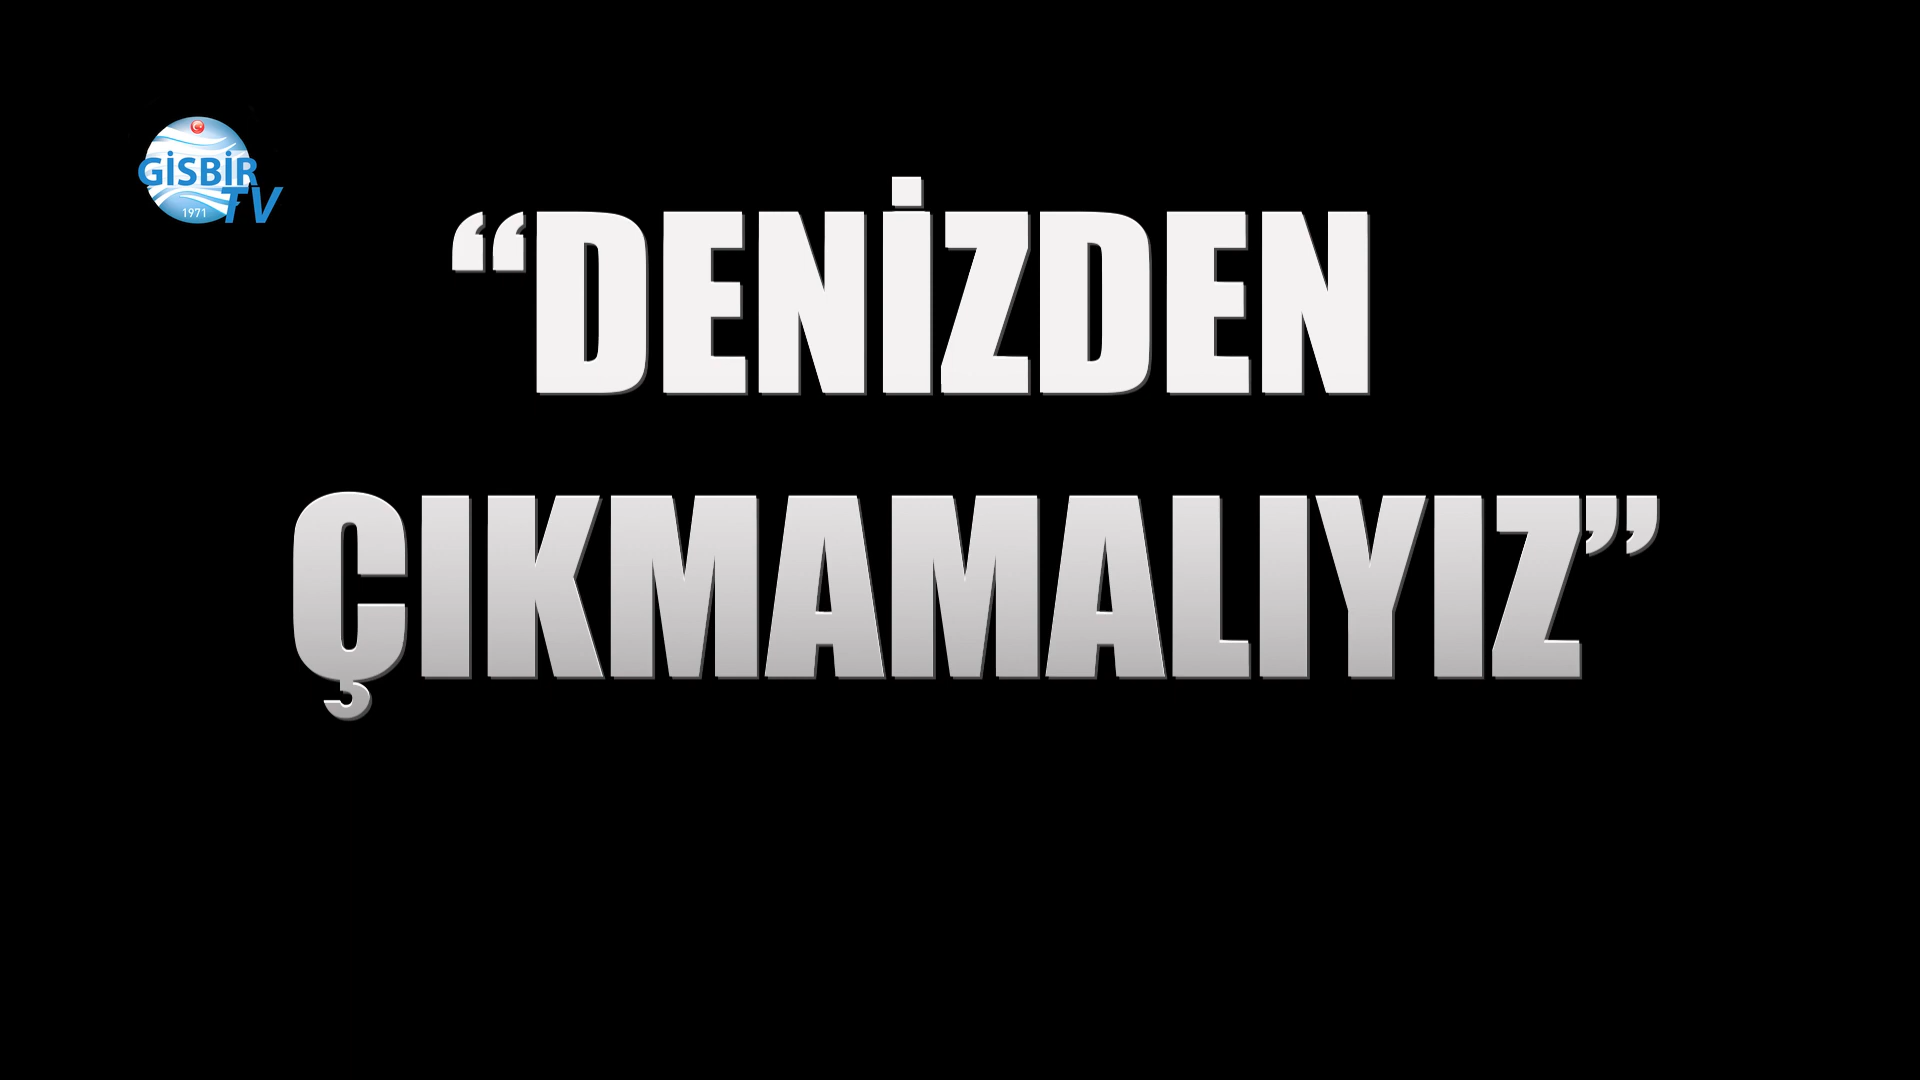 GİSBİR
TV
1971
“DENİZDEN
ÇIKMAMALIYIZ”